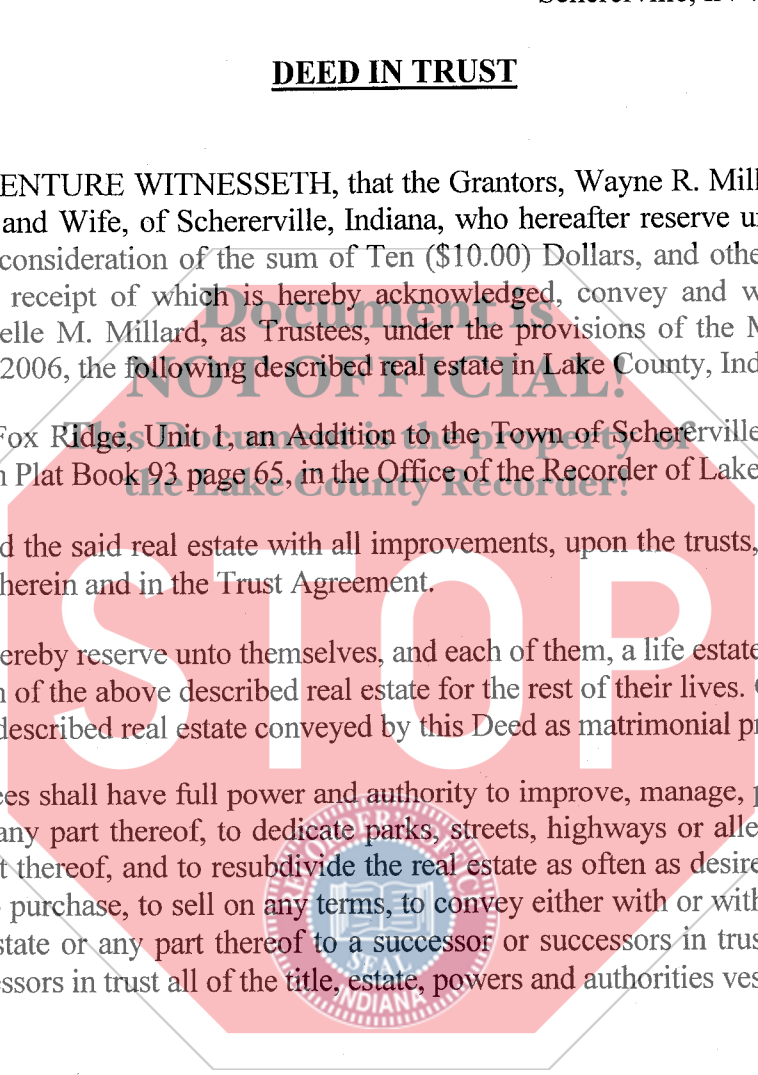 Schererville, IN
DEED IN TRUST
ENTURE WITNESSETH, that the Grantors, Wayne R. Mill
and Wife, of Schererville, Indiana, who hereafter reserve u
consideration of the sum of Ten ($10.00) Dollars, and othe
receipt of which is hereby acknowledged, convey and w
elle M. Millard, as Trustees, under the provisions of the M
2006, the following described real estate in Lake County, Ind
Fox Ridge, Unit 1, an Addition to the Town of Schererville
n Plat Book 93 page 65, in the Office of the Recorder of Lake
d the said real estate with all improvements, upon the trusts,
herein and in the Trust Agreement.
ereby reserve unto themselves, and each of them, a life estate
n of the above described real estate for the rest of their lives.
described real estate conveyed by this Deed as matrimonial pr
ees shall have full power and authority to improve, manage, p
any part thereof, to dedicate parks, streets, highways or alle
t thereof, and to resubdivide the real estate as often as desire
purchase, to sell on any terms, to convey either with or with
state or any part thereof to a successor or successors in trus
ssors in trust all of the title, estate, powers and authorities ves
Document is
NOT OFFICIAL!
This Document is the property of
the Lake County Recorder!
STOP
SEAL
INDIANA